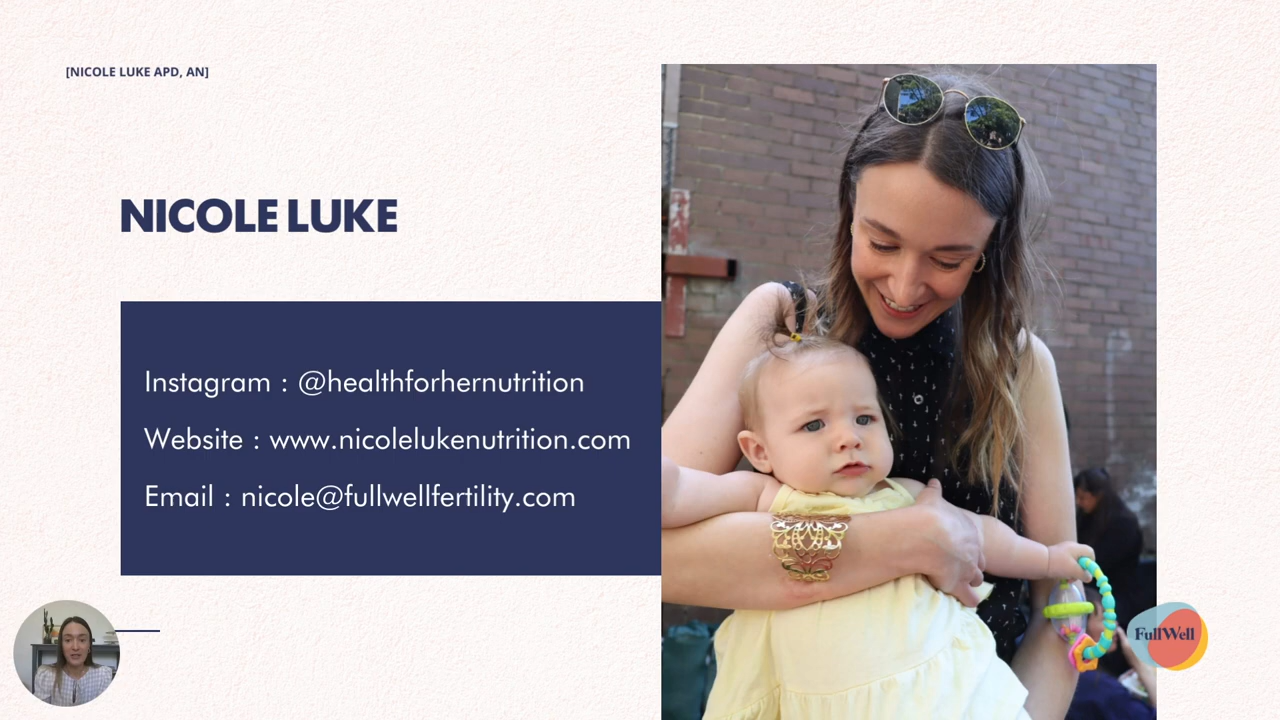 [NICOLE LUKE APD, AN]
NICOLE LUKE
Instagram : @healthforhernutrition
Website : www.nicolelukenutrition.com
Email : nicole@fullwellfertility.com
FullWell